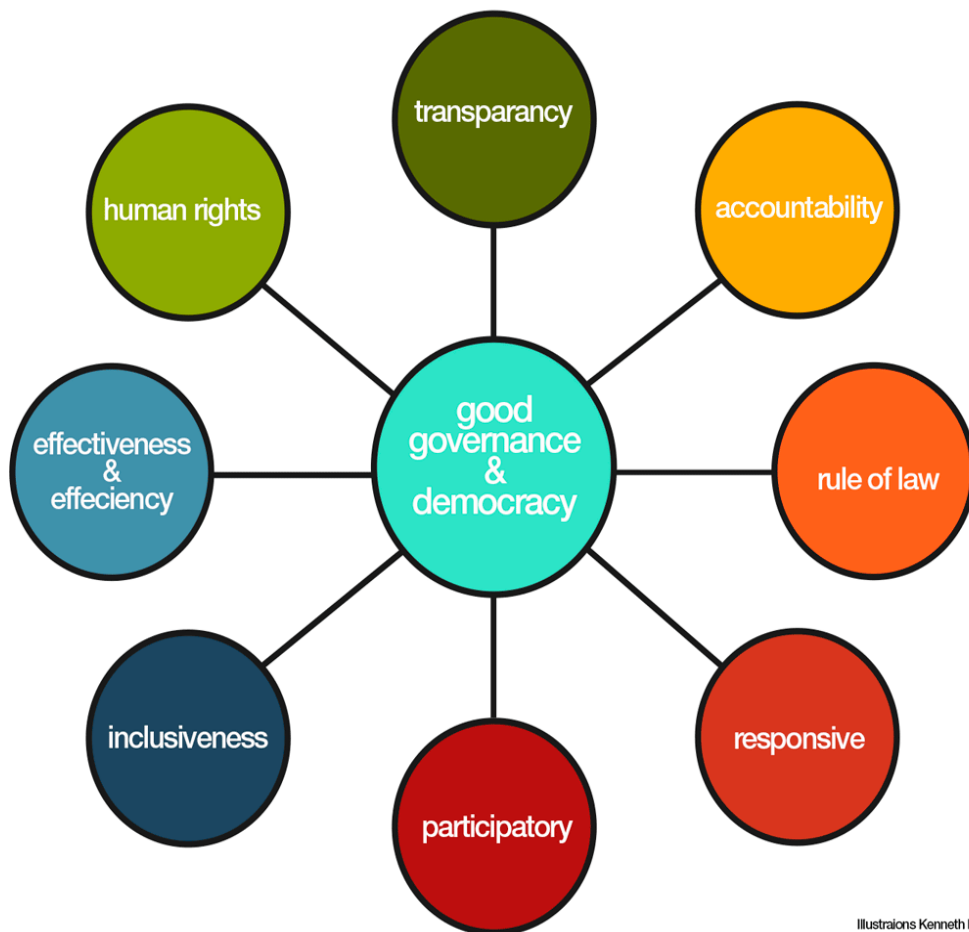 transparancy
human rights
accountability
good
governance
&
democracy
effectiveness
&
effeciency
rule of law
inclusiveness
responsive
participatory
Illustraions Kenneth